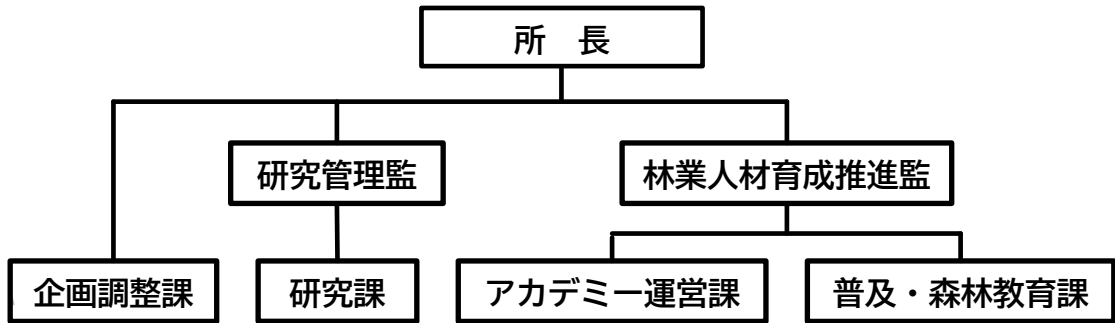 所　長
研究管理監
林業人材育成推進監
企画調整課
研究課
アカデミー運営課
普及・森林教育課